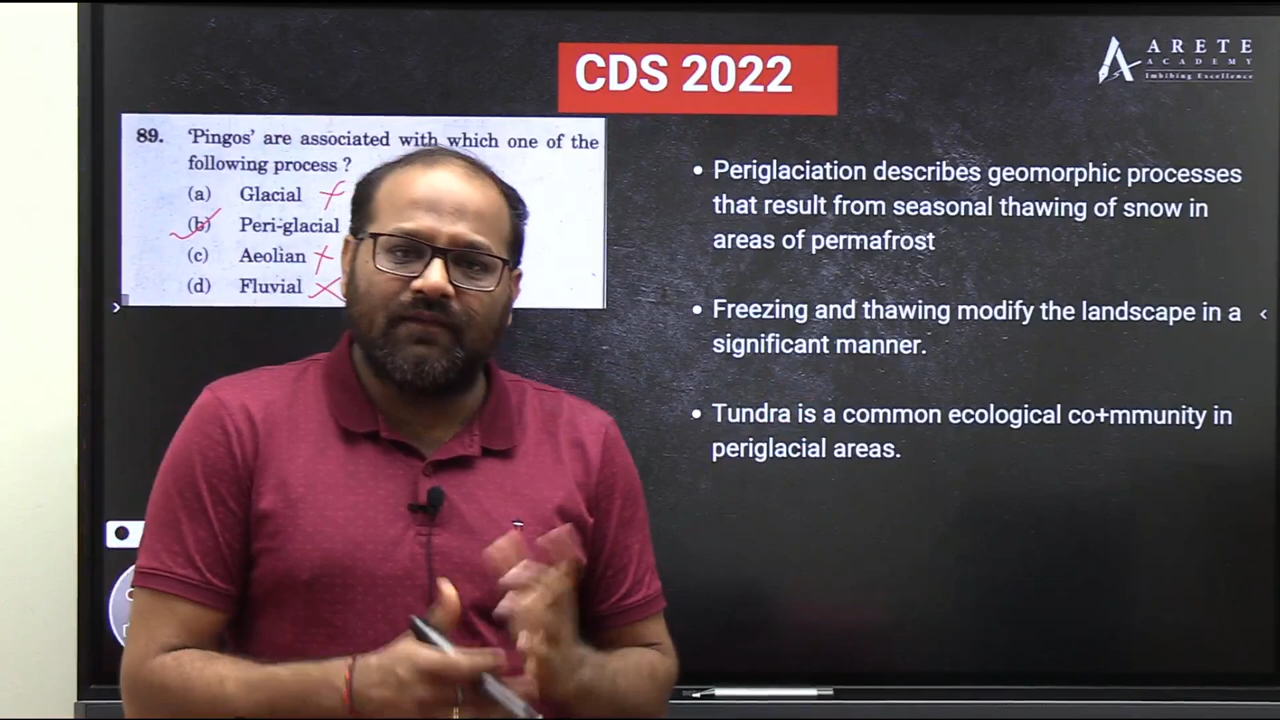 CDS 2022
ARETE
ACADEMY
Imbibing Excellence
89. 'Pingos' are associated with which one of the
following process ?
(a) Glacial
(b) Peri-glacial
(c) Aeolian
(d) Fluvial
• Periglaciation describes geomorphic processes
that result from seasonal thawing of snow in
areas of permafrost
• Freezing and thawing modify the landscape in a
significant manner.
• Tundra is a common ecological co+mmunity in
periglacial areas.